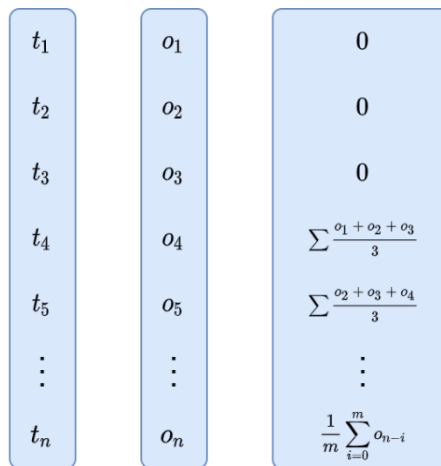 t₁ o₁ 0
t₂ o₂ 0
t₃ o₃ 0
t₄ o₄ ∑ (o₁ + o₂ + o₃)/3
t₅ o₅ ∑ (o₂ + o₃ + o₄)/3
⋮ ⋮ ⋮
tₙ oₙ 1/m ∑_{i=0}^{m} o_{n−i}